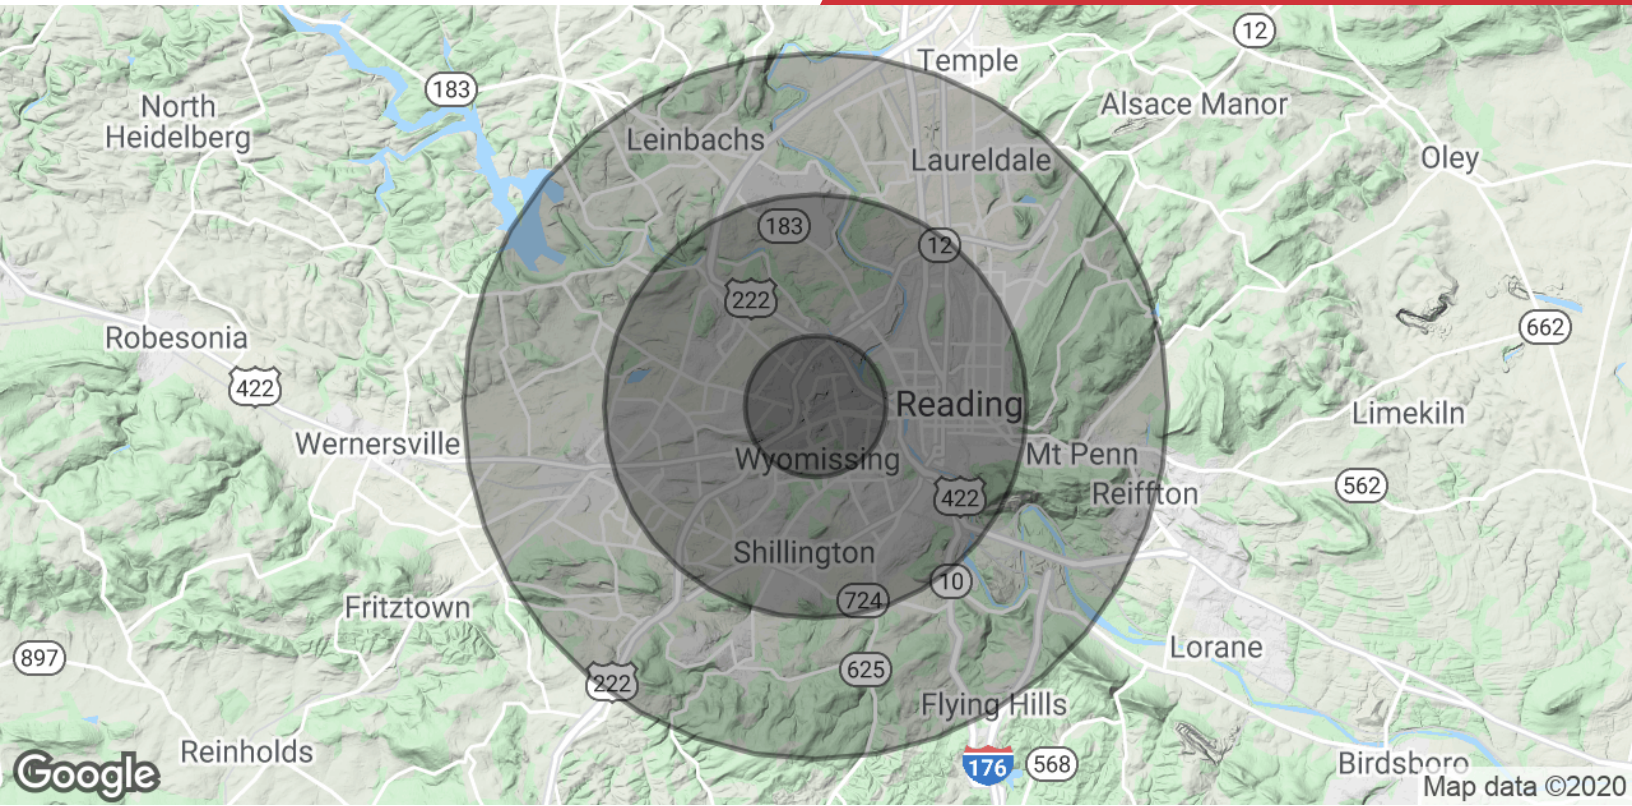 12
Temple
183
Alsace Manor
North
Heidelberg
Leinbachs
Laureldale
Oley
183
12
222
662
Robesonia
422
Reading
Limekiln
Wernersville
Wyomissing
Mt Penn
562
Reiffton
422
Shillington
10
724
Fritztown
Lorane
897
625
222
Flying Hills
Reinholds
176
568
Birdsboro
Google
Map data ©2020